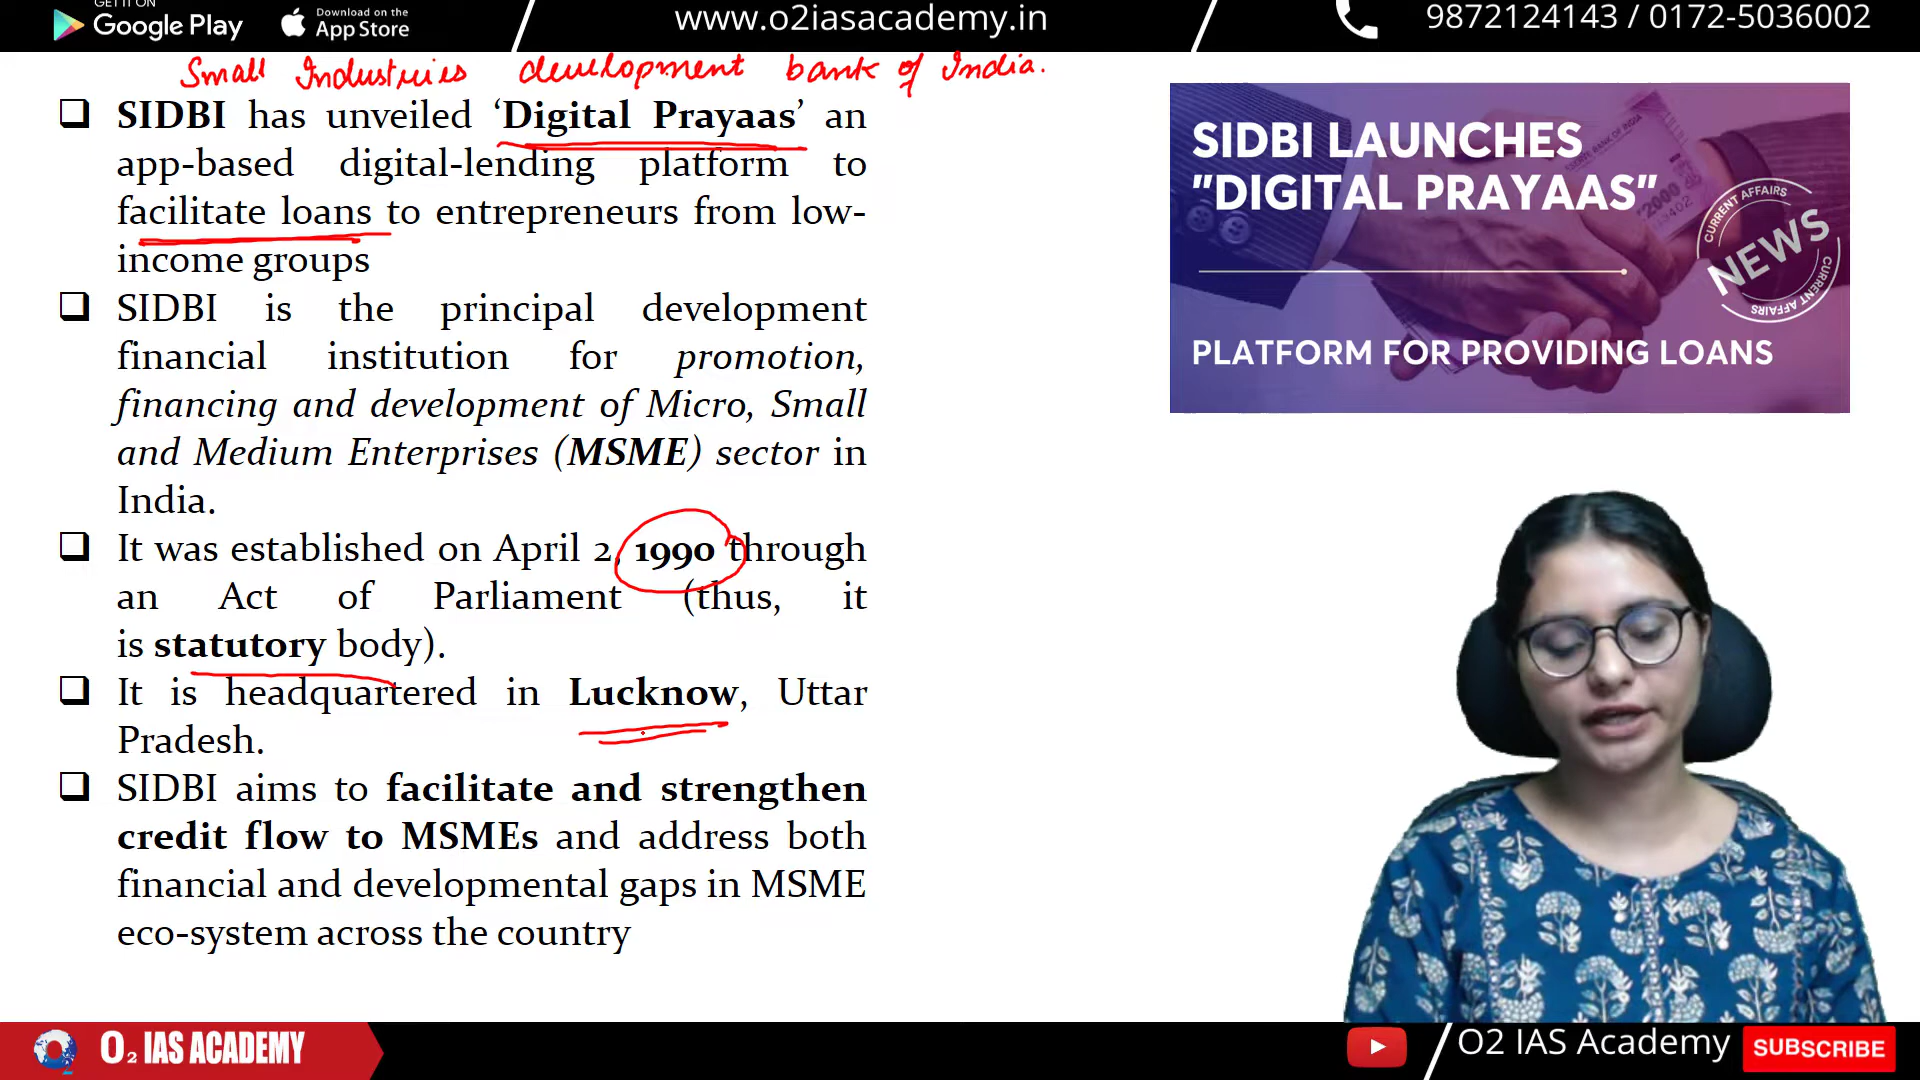 GET IT ON
Google Play
Download on the
App Store
www.o2iasacademy.in
9872124143 / 0172-5036002
Small Industries development bank of India.
SIDBI has unveiled ‘Digital Prayaas’ an
app-based digital-lending platform to
facilitate loans to entrepreneurs from low-
income groups
SIDBI is the principal development
financial institution for promotion,
financing and development of Micro, Small
and Medium Enterprises (MSME) sector in
India.
It was established on April 2, 1990 through
an Act of Parliament (thus, it
is statutory body).
It is headquartered in Lucknow, Uttar
Pradesh.
SIDBI aims to facilitate and strengthen
credit flow to MSMEs and address both
financial and developmental gaps in MSME
eco-system across the country
SIDBI LAUNCHES
"DIGITAL PRAYAAS"
PLATFORM FOR PROVIDING LOANS
CURRENT AFFAIRS
NEWS
CURRENT AFFAIRS
O2 IAS ACADEMY
O2 IAS Academy
SUBSCRIBE